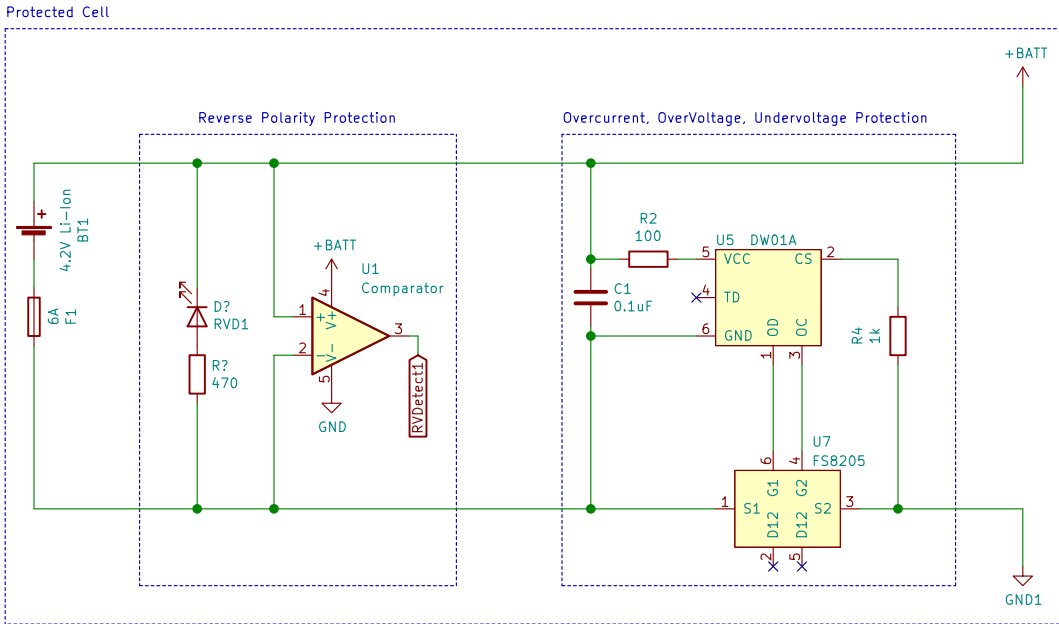 Protected Cell
+BATT
Reverse Polarity Protection
Overcurrent, OverVoltage, Undervoltage Protection
+
4.2V Li-Ion
BT1
6A
F1
D?
RVD1
R?
470
+BATT
U1
Comparator
4
1
+
V+
2
-
V-
3
5
GND
RVDetect1
R2
100
C1
0.1uF
U5 DW01A
5
VCC
CS
2
4
TD
6
GND
OD
OC
1
3
R4
1k
U7
FS8205
6
4
G1
G2
1
S1
S2
3
D12
D12
2
5
GND1